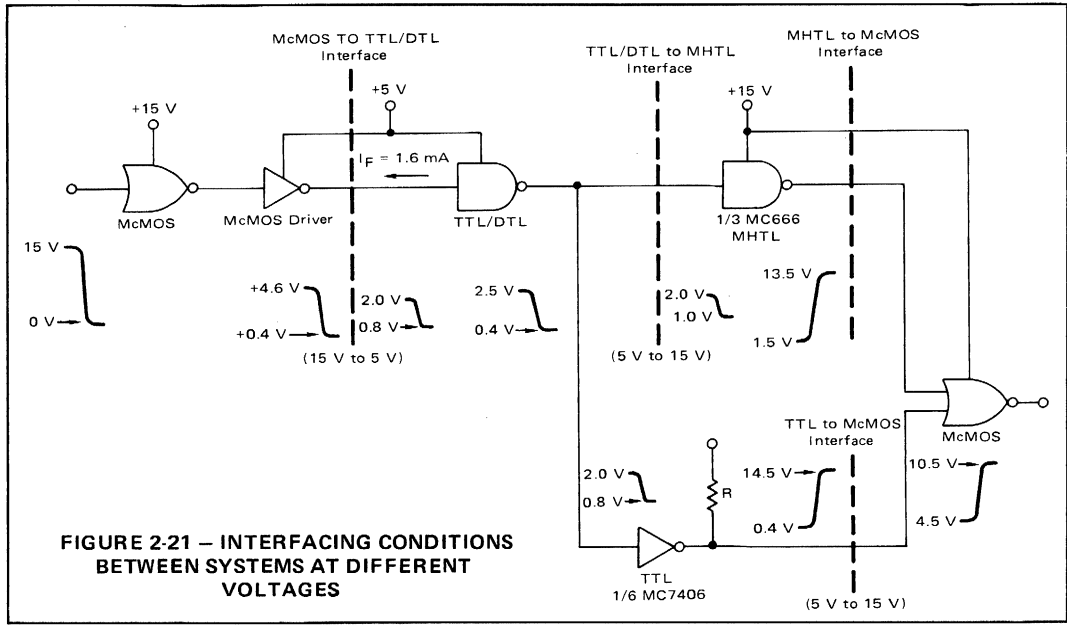 McMOS TO TTL/DTL
Interface
TTL/DTL to MHTL
Interface
MHTL to McMOS
Interface
+15 V
+5 V
+15 V
IF = 1.6 mA
McMOS
McMOS Driver
TTL/DTL
1/3 MC666
MHTL
15 V
0 V
+4.6 V
+0.4 V
2.0 V
0.8 V
2.5 V
0.4 V
2.0 V
1.0 V
13.5 V
1.5 V
(15 V to 5 V)
(5 V to 15 V)
McMOS
TTL to McMOS
Interface
2.0 V
0.8 V
R
14.5 V
0.4 V
10.5 V
4.5 V
TTL
1/6 MC7406
(5 V to 15 V)
FIGURE 2-21 – INTERFACING CONDITIONS
BETWEEN SYSTEMS AT DIFFERENT
VOLTAGES